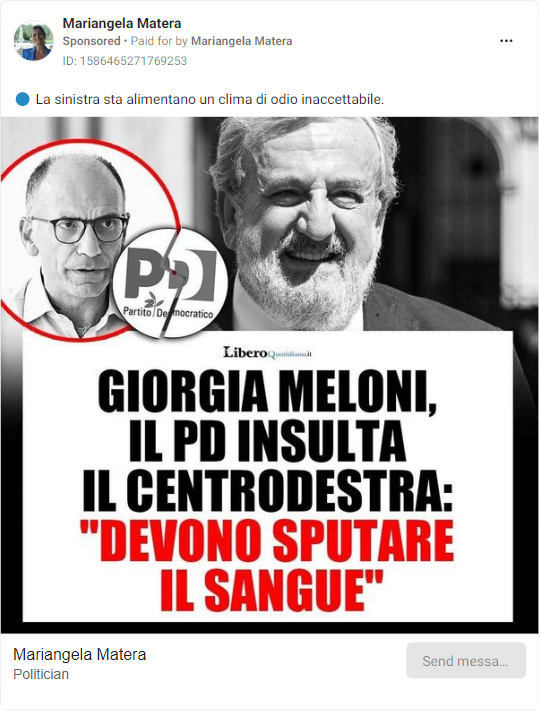 Mariangela Matera
Sponsored • Paid for by Mariangela Matera
ID: 1586465271769253
La sinistra sta alimentano un clima di odio inaccettabile.
PD
Partito Democratico
Libero Quotidiano.it
GIORGIA MELONI,
IL PD INSULTA
IL CENTRODESTRA:
"DEVONO SPUTARE
IL SANGUE"
Mariangela Matera
Politician
Send messa...